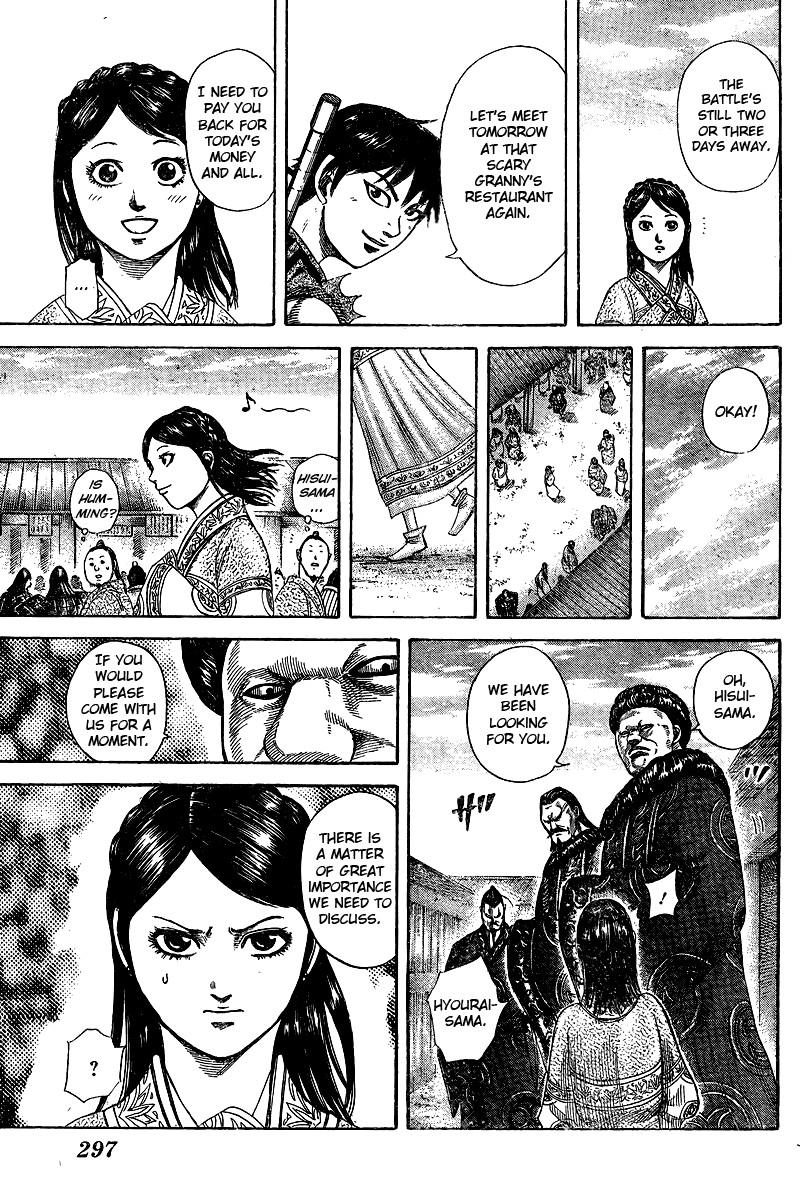 THE
BATTLE'S
STILL TWO
OR THREE
DAYS AWAY.
LET'S MEET
TOMORROW
AT THAT
SCARY
GRANNY'S
RESTAURANT
AGAIN.
I NEED TO
PAY YOU
BACK FOR
TODAY'S
MONEY
AND ALL.
...
OKAY!
HISUI-
SAMA
...
IS
HUM-
MING?
OH,
HISUI-
SAMA.
WE HAVE
BEEN
LOOKING
FOR YOU.
!
HYOURAI-
SAMA.
IF YOU
WOULD
PLEASE
COME WITH
US FOR A
MOMENT.
THERE IS
A MATTER
OF GREAT
IMPORTANCE
WE NEED TO
DISCUSS.
?
297